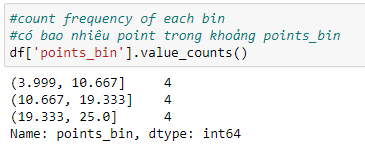 #count frequency of each bin
#có bao nhiêu point trong khoảng points_bin
df['points_bin'].value_counts()
(3.999, 10.667]     4
(10.667, 19.333]    4
(19.333, 25.0]      4
Name: points_bin, dtype: int64